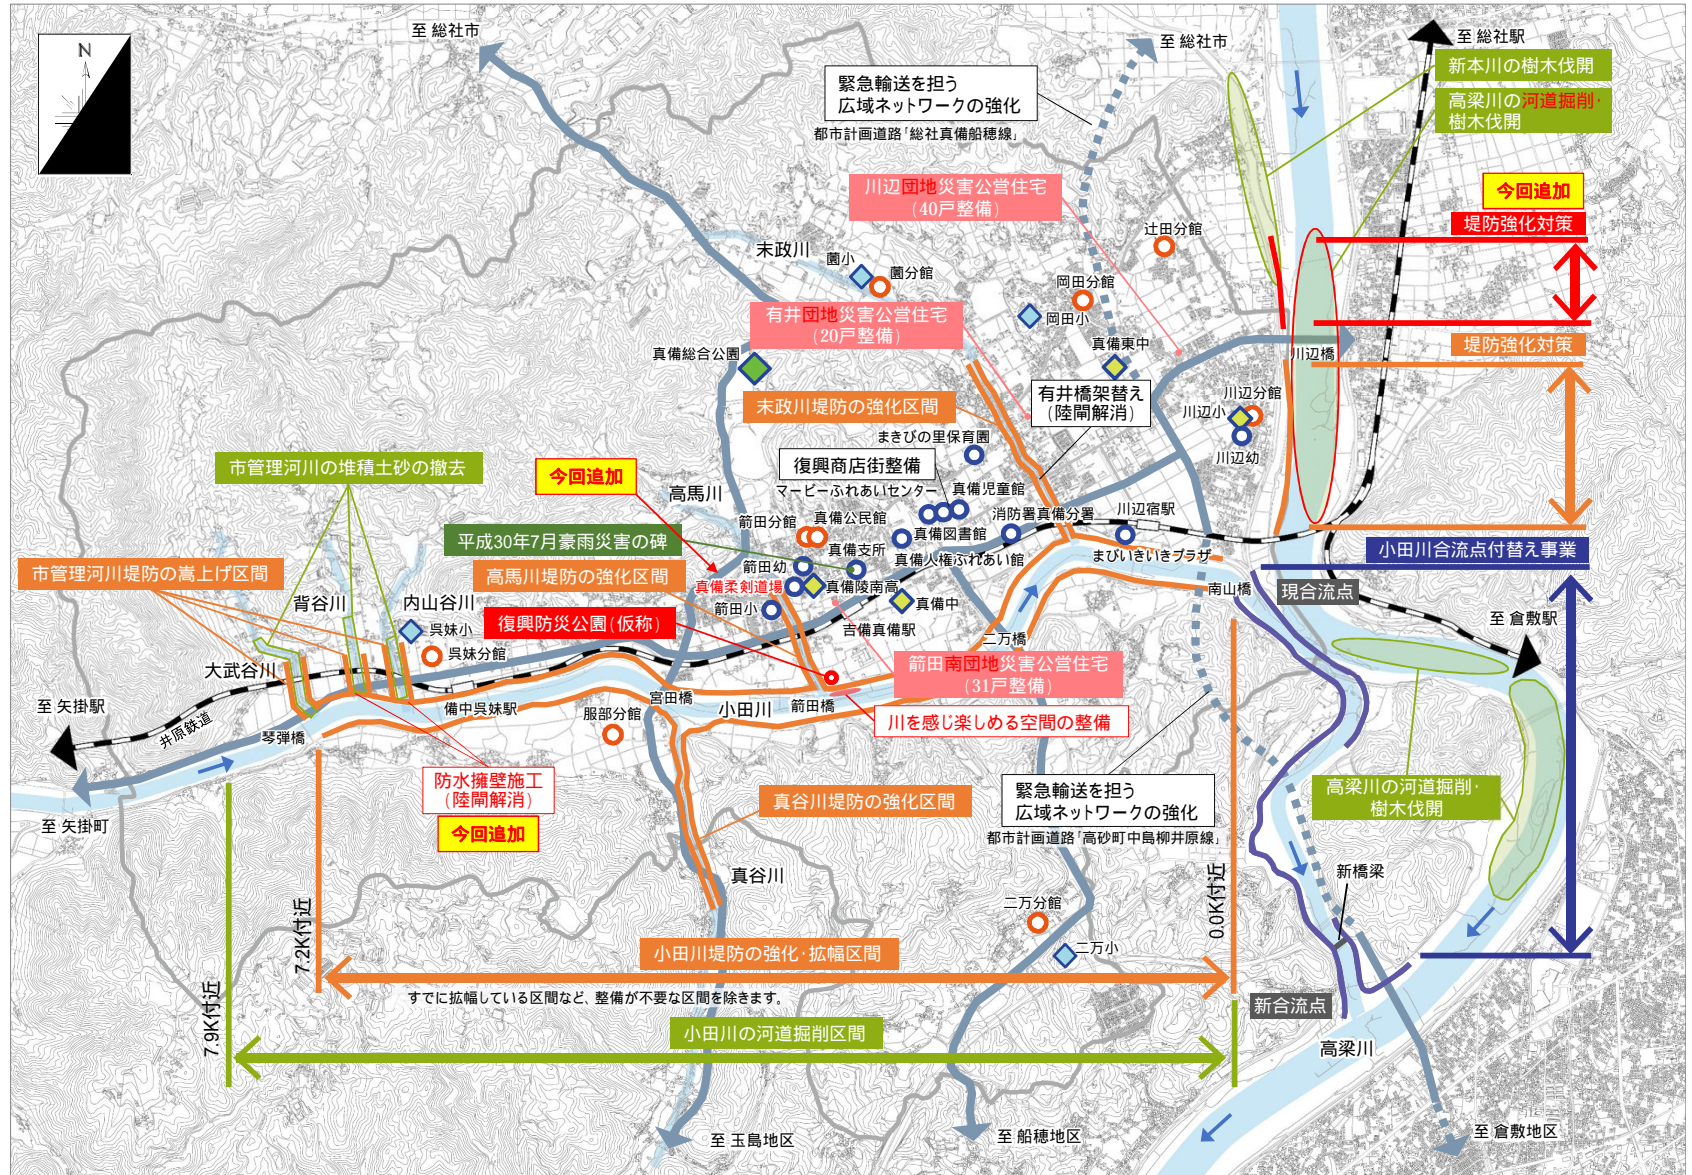 N
至 総社市
至 総社市
至 総社駅
緊急輸送を担う
広域ネットワークの強化
都市計画道路「総社真備船穂線」
新本川の樹木伐開
高梁川の河道掘削・
樹木伐開
今回追加
堤防強化対策
川辺団地災害公営住宅
(40戸整備)
辻田分館
末政川
薗小
薗分館
岡田分館
岡田小
有井団地災害公営住宅
(20戸整備)
真備総合公園
真備東中
川辺橋
堤防強化対策
末政川堤防の強化区間
有井橋架替え
(陸閘解消)
川辺分館
川辺小
川辺幼
まきびの里保育園
市管理河川の堆積土砂の撤去
今回追加
復興商店街整備
マービーふれあいセンター
真備児童館
高馬川
箭田分館
真備公民館
真備図書館
消防署真備分署
川辺宿駅
平成30年7月豪雨災害の碑
真備支所
真備人権ふれあい館
まびいきいきプラザ
小田川合流点付替え事業
市管理河川堤防の嵩上げ区間
高馬川堤防の強化区間
箭田幼
真備柔剣道場
真備陵南高
真備中
南山橋
現合流点
背谷川
内山谷川
呉妹小
箭田小
復興防災公園(仮称)
吉備真備駅
二万橋
至 倉敷駅
呉妹分館
大武谷川
箭田南団地災害公営住宅
(31戸整備)
至 矢掛駅
井原鉄道
備中呉妹駅
宮田橋
小田川
箭田橋
川を感じ楽しめる空間の整備
琴弾橋
服部分館
防水擁壁施工
(陸閘解消)
今回追加
至 矢掛町
真谷川堤防の強化区間
緊急輸送を担う
広域ネットワークの強化
都市計画道路「高砂町中島柳井原線」
高梁川の河道掘削・
樹木伐開
真谷川
新橋梁
二万分館
二万小
7.2K付近
0.0K付近
小田川堤防の強化・拡幅区間
すでに拡幅している区間など、整備が不要な区間を除きます。
7.9K付近
新合流点
小田川の河道掘削区間
高梁川
至 玉島地区
至 船穂地区
至 倉敷地区